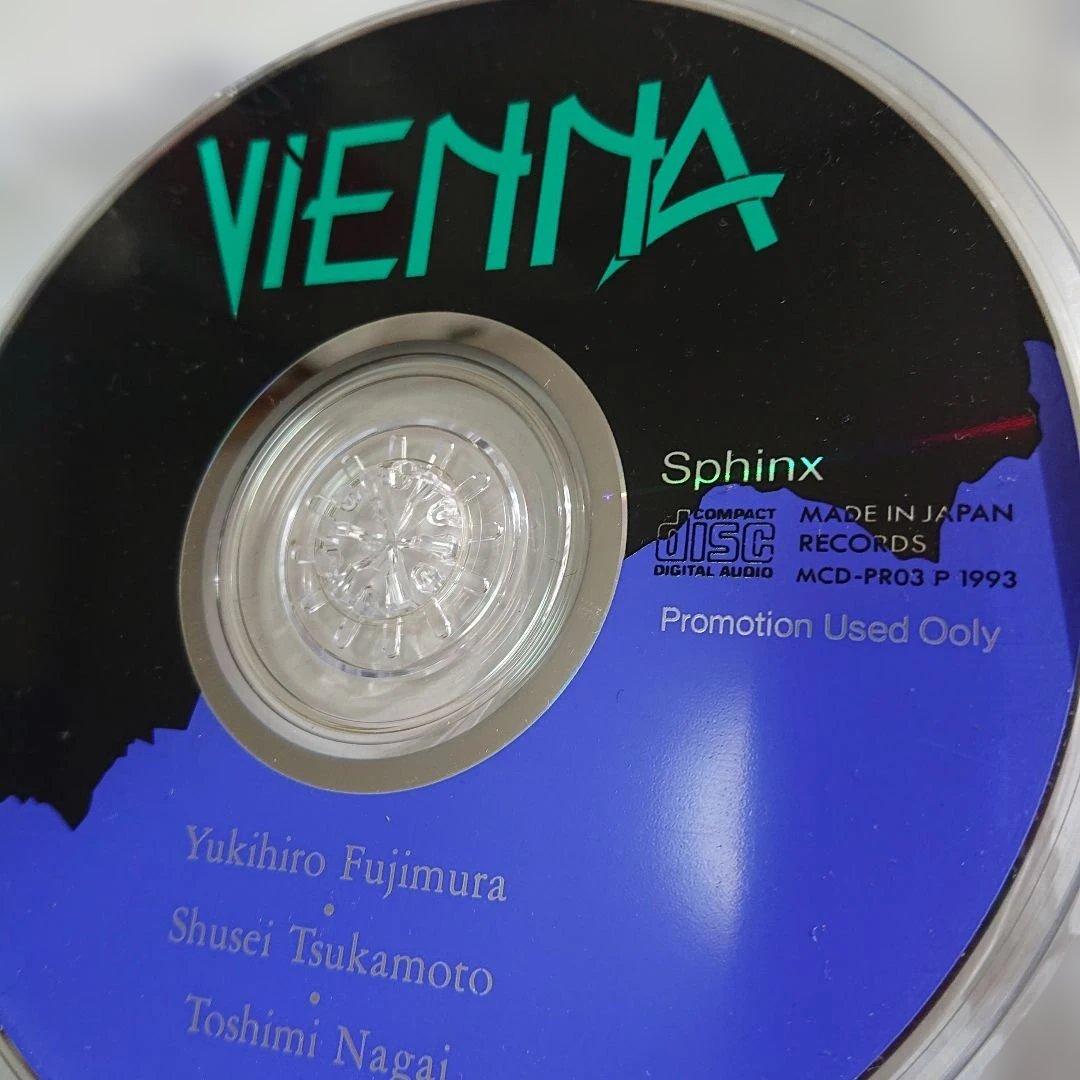 ViENNA
Sphinx
COMPACT
disc
DIGITAL AUDIO
MADE IN JAPAN
RECORDS
MCD-PR03 P 1993
Promotion Used Ooly
Yukihiro Fujimura
Shusei Tsukamoto
Toshimi Nagai